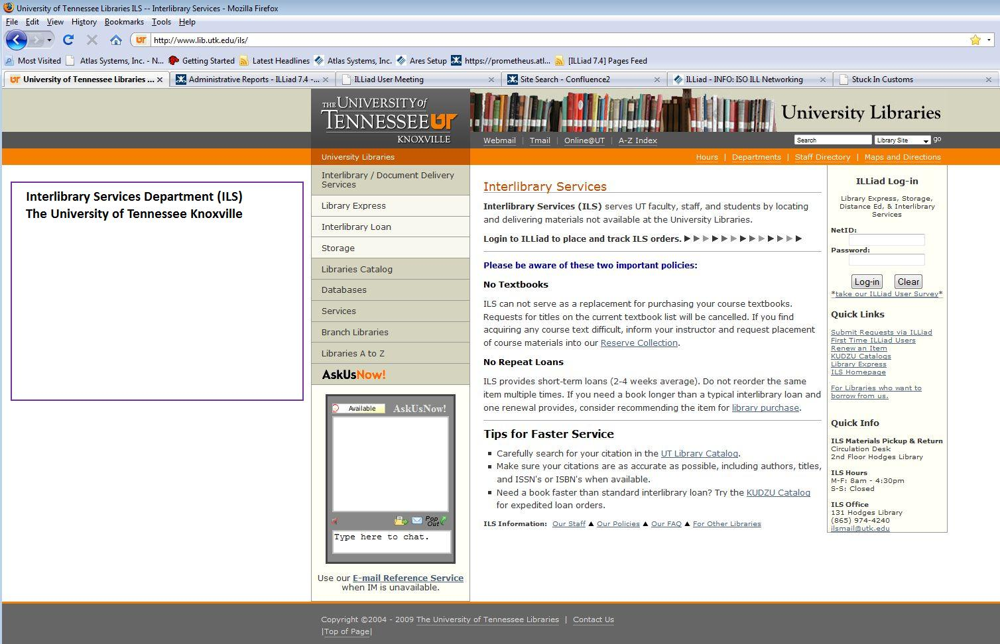 University of Tennessee Libraries ILS -- Interlibrary Services - Mozilla Firefox
File Edit View History Bookmarks Tools Help
http://www.lib.utk.edu/ils/
Most Visited Atlas Systems, Inc. - N... Getting Started Latest Headlines Atlas Systems, Inc. Ares Setup https://prometheus.atl... [ILLiad 7.4] Pages Feed
University of Tennessee Libraries ... Administrative Reports - ILLiad 7.4 -... ILLiad User Meeting Site Search - Confluence2 ILLiad - INFO: ISO ILL Networking Stuck In Customs
THE UNIVERSITY of
TENNESSEE UT
KNOXVILLE
University Libraries
Webmail | Tmail | Online@UT | A-Z Index
Search Library Site go
University Libraries
Hours | Departments | Staff Directory | Maps and Directions
Interlibrary Services Department (ILS)
The University of Tennessee Knoxville
Interlibrary / Document Delivery
Services
Library Express
Interlibrary Loan
Storage
Libraries Catalog
Databases
Services
Branch Libraries
Libraries A to Z
AskUsNow!
Available AskUsNow!
Pop
Out
Type here to chat.
Use our E-mail Reference Service
when IM is unavailable.
Interlibrary Services
Interlibrary Services (ILS) serves UT faculty, staff, and students by locating
and delivering materials not available at the University Libraries.
Login to ILLiad to place and track ILS orders.
Please be aware of these two important policies:
No Textbooks
ILS can not serve as a replacement for purchasing your course textbooks.
Requests for titles on the current textbook list will be cancelled. If you find
acquiring any course text difficult, inform your instructor and request placement
of course materials into our Reserve Collection.
No Repeat Loans
ILS provides short-term loans (2-4 weeks average). Do not reorder the same
item multiple times. If you need a book longer than a typical interlibrary loan and
one renewal provides, consider recommending the item for library purchase.
Tips for Faster Service
Carefully search for your citation in the UT Library Catalog.
Make sure your citations are as accurate as possible, including authors, titles,
and ISSN's or ISBN's when available.
Need a book faster than standard interlibrary loan? Try the KUDZU Catalog
for expedited loan orders.
ILS Information: Our Staff ▲ Our Policies ▲ Our FAQ ▲ For Other Libraries
ILLiad Log-in
Library Express, Storage,
Distance Ed, & Interlibrary
Services
NetID:
Password:
Log-in Clear
*take our ILLiad User Survey*
Quick Links
Submit Requests via ILLiad
First Time ILLiad Users
Renew an Item
KUDZU Catalogs
Library Express
ILS Homepage
For Libraries who want to
borrow from us.
Quick Info
ILS Materials Pickup & Return
Circulation Desk
2nd Floor Hodges Library
ILS Hours
M-F: 8am - 4:30pm
S-S: Closed
ILS Office
131 Hodges Library
(865) 974-4240
ilsmail@utk.edu
Copyright ©2004 - 2009 The University of Tennessee Libraries | Contact Us
|Top of Page|